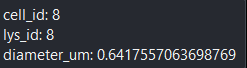 cell_id: 8
lys_id: 8
diameter_um: 0.6417557063698769